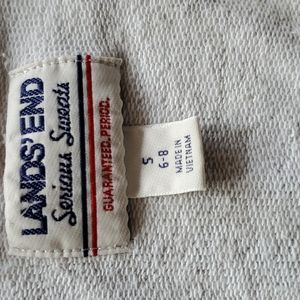 LANDS' END
Serious Sweats
GUARANTEED. PERIOD.
S
6-8
MADE IN
VIETNAM